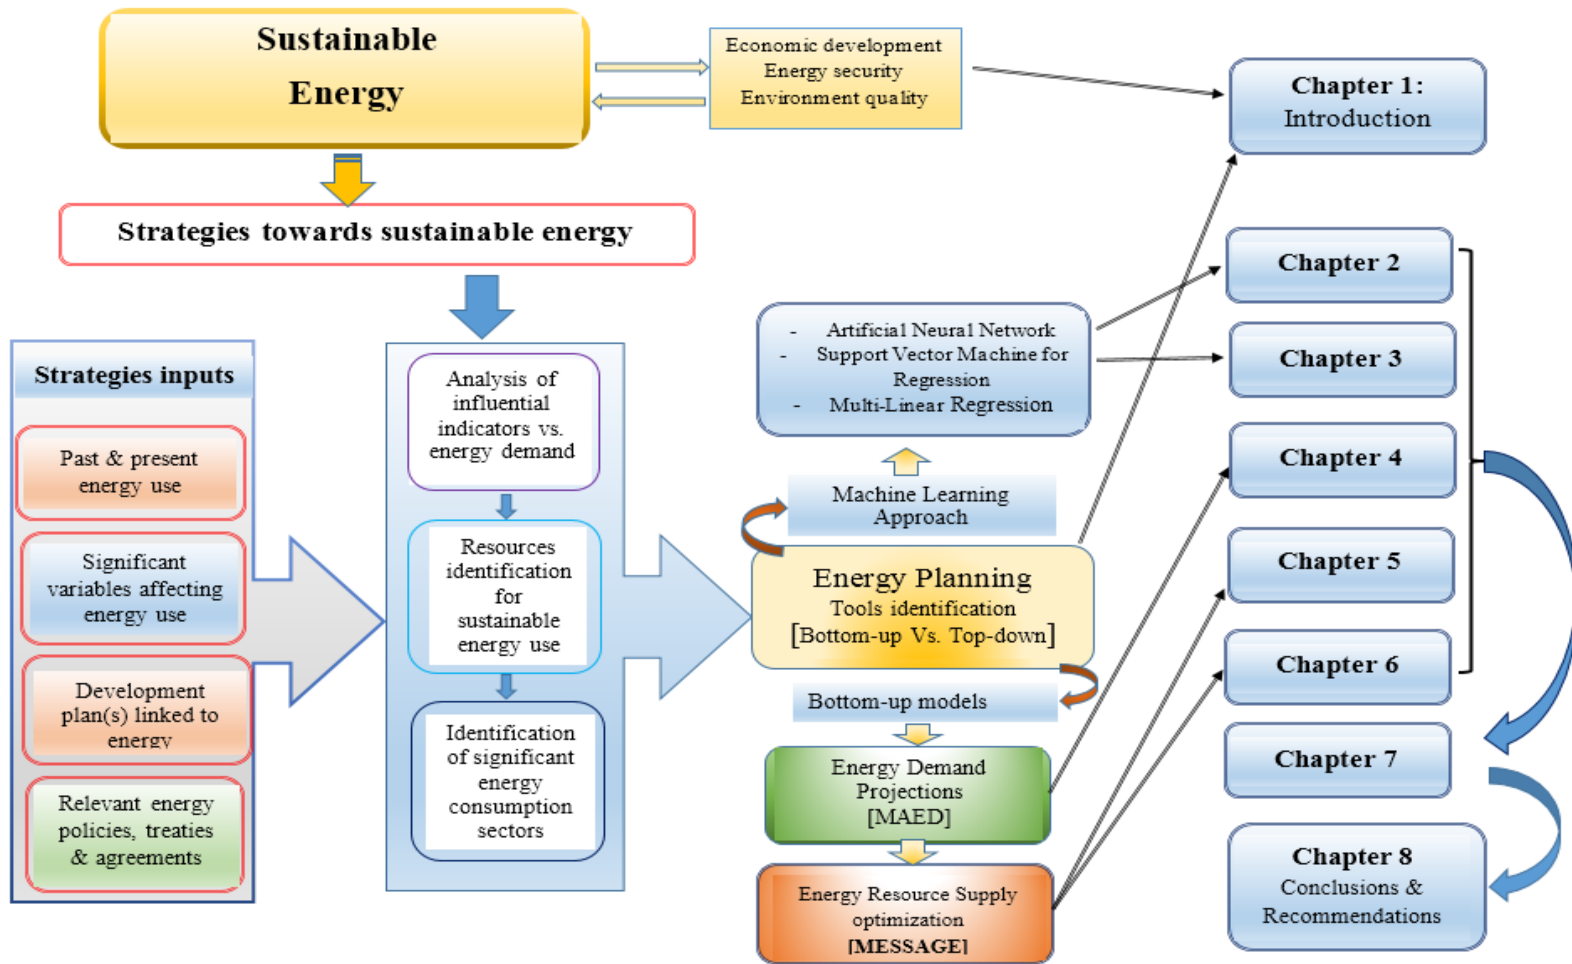 Sustainable
Energy
Economic development
Energy security
Environment quality
Chapter 1:
Introduction
Strategies towards sustainable energy
Strategies inputs
Past & present
energy use
Significant
variables affecting
energy use
Development
plan(s) linked to
energy
Relevant energy
policies, treaties
& agreements
Analysis of
influential
indicators vs.
energy demand
Resources
identification
for
sustainable
energy use
Identification
of significant
energy
consumption
sectors
- Artificial Neural Network
- Support Vector Machine for
Regression
- Multi-Linear Regression
Machine Learning
Approach
Energy Planning
Tools identification
[Bottom-up Vs. Top-down]
Bottom-up models
Energy Demand
Projections
[MAED]
Energy Resource Supply
optimization
[MESSAGE]
Chapter 2
Chapter 3
Chapter 4
Chapter 5
Chapter 6
Chapter 7
Chapter 8
Conclusions &
Recommendations